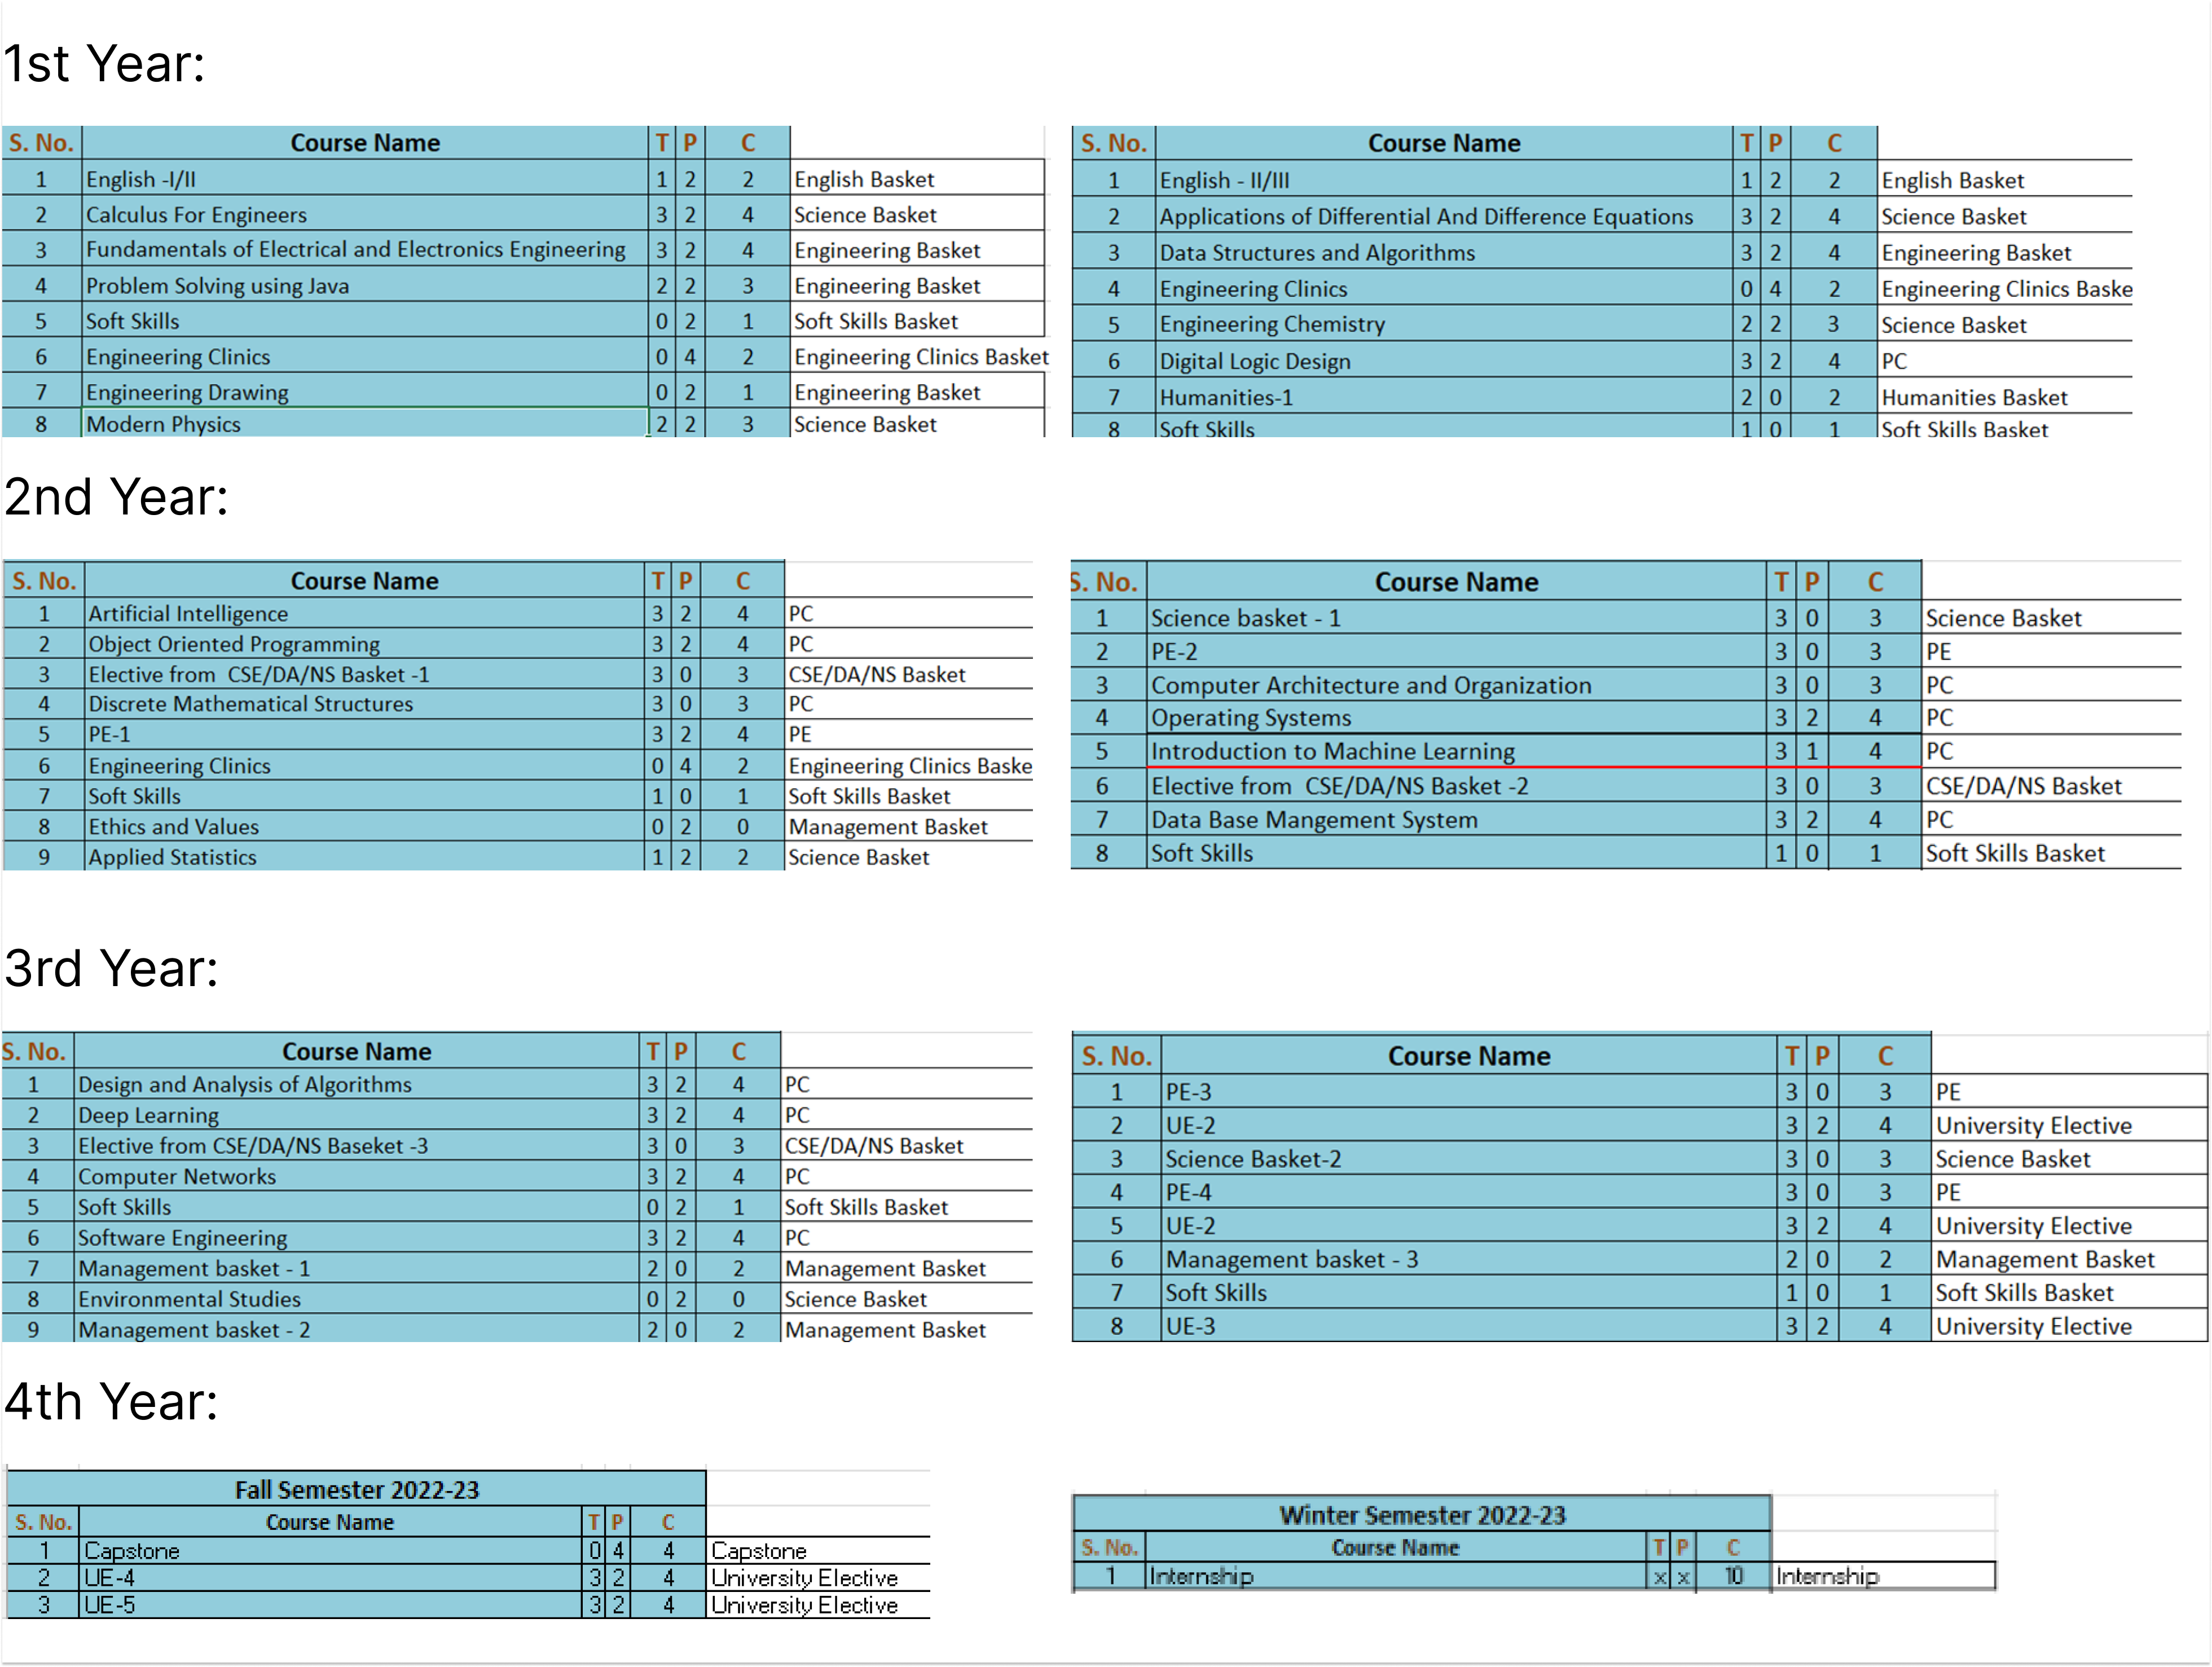 1st Year:
S. No. Course Name T P C
1 English -I/II 1 2 2 English Basket
2 Calculus For Engineers 3 2 4 Science Basket
3 Fundamentals of Electrical and Electronics Engineering 3 2 4 Engineering Basket
4 Problem Solving using Java 2 2 3 Engineering Basket
5 Soft Skills 0 2 1 Soft Skills Basket
6 Engineering Clinics 0 4 2 Engineering Clinics Basket
7 Engineering Drawing 0 2 1 Engineering Basket
8 Modern Physics 2 2 3 Science Basket
S. No. Course Name T P C
1 English - II/III 1 2 2 English Basket
2 Applications of Differential And Difference Equations 3 2 4 Science Basket
3 Data Structures and Algorithms 3 2 4 Engineering Basket
4 Engineering Clinics 0 4 2 Engineering Clinics Baske
5 Engineering Chemistry 2 2 3 Science Basket
6 Digital Logic Design 3 2 4 PC
7 Humanities-1 2 0 2 Humanities Basket
8 Soft Skills 1 0 1 Soft Skills Basket
2nd Year:
S. No. Course Name T P C
1 Artificial Intelligence 3 2 4 PC
2 Object Oriented Programming 3 2 4 PC
3 Elective from CSE/DA/NS Basket -1 3 0 3 CSE/DA/NS Basket
4 Discrete Mathematical Structures 3 0 3 PC
5 PE-1 3 2 4 PE
6 Engineering Clinics 0 4 2 Engineering Clinics Baske
7 Soft Skills 1 0 1 Soft Skills Basket
8 Ethics and Values 0 2 0 Management Basket
9 Applied Statistics 1 2 2 Science Basket
S. No. Course Name T P C
1 Science basket - 1 3 0 3 Science Basket
2 PE-2 3 0 3 PE
3 Computer Architecture and Organization 3 0 3 PC
4 Operating Systems 3 2 4 PC
5 Introduction to Machine Learning 3 1 4 PC
6 Elective from CSE/DA/NS Basket -2 3 0 3 CSE/DA/NS Basket
7 Data Base Mangement System 3 2 4 PC
8 Soft Skills 1 0 1 Soft Skills Basket
3rd Year:
S. No. Course Name T P C
1 Design and Analysis of Algorithms 3 2 4 PC
2 Deep Learning 3 2 4 PC
3 Elective from CSE/DA/NS Baseket -3 3 0 3 CSE/DA/NS Basket
4 Computer Networks 3 2 4 PC
5 Soft Skills 0 2 1 Soft Skills Basket
6 Software Engineering 3 2 4 PC
7 Management basket - 1 2 0 2 Management Basket
8 Environmental Studies 0 2 0 Science Basket
9 Management basket - 2 2 0 2 Management Basket
S. No. Course Name T P C
1 PE-3 3 0 3 PE
2 UE-2 3 2 4 University Elective
3 Science Basket-2 3 0 3 Science Basket
4 PE-4 3 0 3 PE
5 UE-2 3 2 4 University Elective
6 Management basket - 3 2 0 2 Management Basket
7 Soft Skills 1 0 1 Soft Skills Basket
8 UE-3 3 2 4 University Elective
4th Year:
Fall Semester 2022-23
S. No. Course Name T P C
1 Capstone 0 4 4 Capstone
2 UE-4 3 2 4 University Elective
3 UE-5 3 2 4 University Elective
Winter Semester 2022-23
S. No. Course Name T P C
1 Internship x x 10 Internship